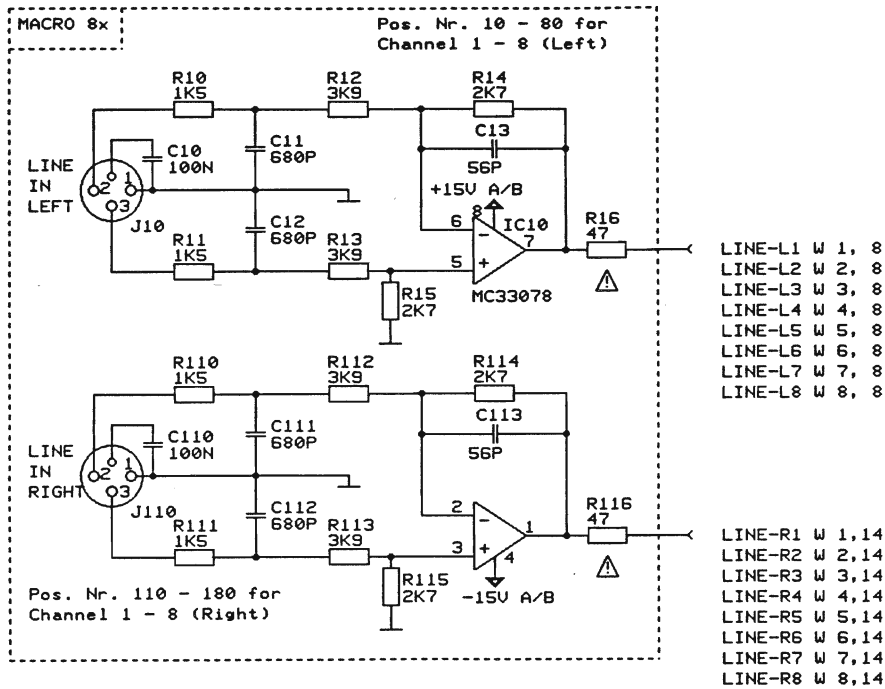 MACRO 8x
Pos. Nr. 10 - 80 for
Channel 1 - 8 (Left)
R10
1K5
R12
3K9
R14
2K7
C13
56P
C10
100N
C11
680P
LINE
IN
LEFT
2
1
3
J10
+15V A/B
8
IC10
6
7
5
-
+
MC33078
R16
47
C12
680P
R11
1K5
R13
3K9
R15
2K7
LINE-L1 W 1, 8
LINE-L2 W 2, 8
LINE-L3 W 3, 8
LINE-L4 W 4, 8
LINE-L5 W 5, 8
LINE-L6 W 6, 8
LINE-L7 W 7, 8
LINE-L8 W 8, 8
R110
1K5
R112
3K9
R114
2K7
C113
56P
C110
100N
C111
680P
LINE
IN
RIGHT
2
1
3
J110
C112
680P
R111
1K5
R113
3K9
2
1
3
4
-
+
-15V A/B
R115
2K7
R116
47
Pos. Nr. 110 - 180 for
Channel 1 - 8 (Right)
LINE-R1 W 1,14
LINE-R2 W 2,14
LINE-R3 W 3,14
LINE-R4 W 4,14
LINE-R5 W 5,14
LINE-R6 W 6,14
LINE-R7 W 7,14
LINE-R8 W 8,14